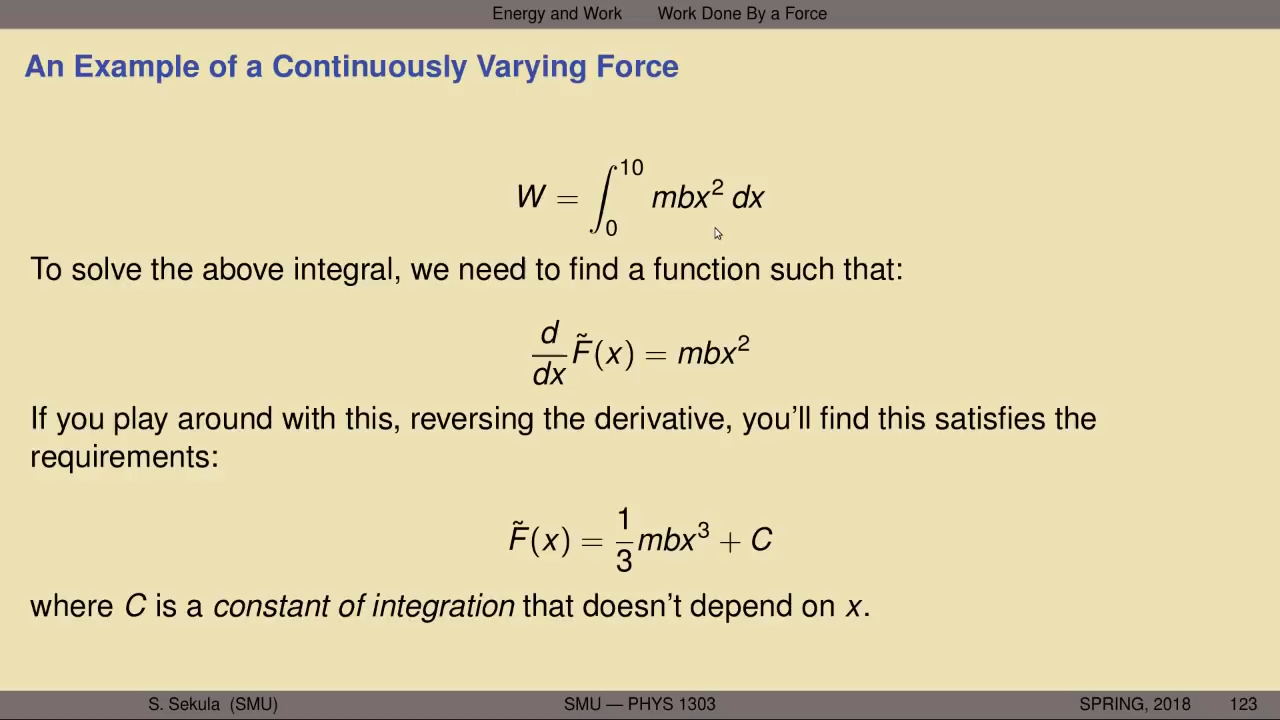 Energy and Work Work Done By a Force
An Example of a Continuously Varying Force
W = ∫₀¹⁰ mbx² dx
To solve the above integral, we need to find a function such that:
d/dx F̃(x) = mbx²
If you play around with this, reversing the derivative, you'll find this satisfies the
requirements:
F̃(x) = 1/3 mbx³ + C
where C is a constant of integration that doesn't depend on x.
S. Sekula (SMU) SMU — PHYS 1303 SPRING, 2018 123